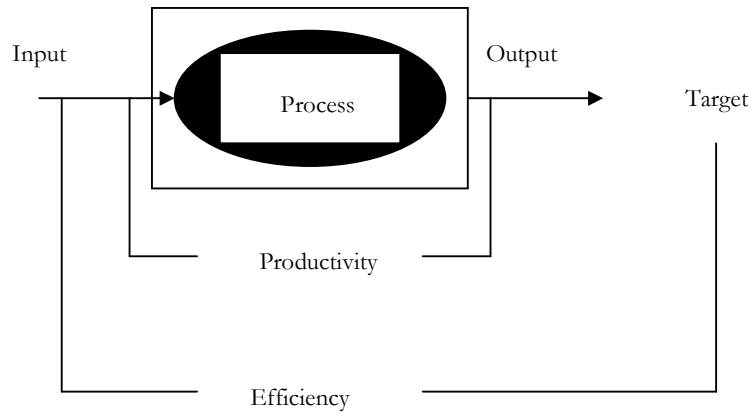 Input
Output
Process
Target
Productivity
Efficiency